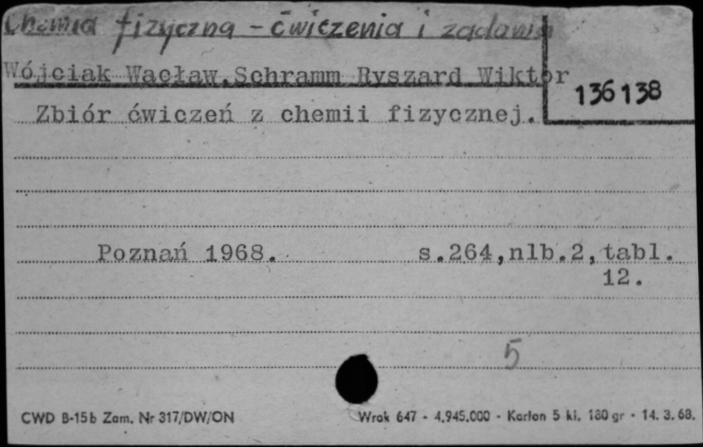 Chemia fizyczna - ćwiczenia i zadania
Wójciak Wacław, Schramm Ryszard Wiktor
136138
Zbiór ćwiczeń z chemii fizycznej.
Poznań 1968. s.264,nlb.2,tabl.
12.
5
CWD B-15b Zam. Nr 317/DW/ON Wrok 647 - 4.945.000 - Karton 5 kl. 180 gr - 14. 3. 68.